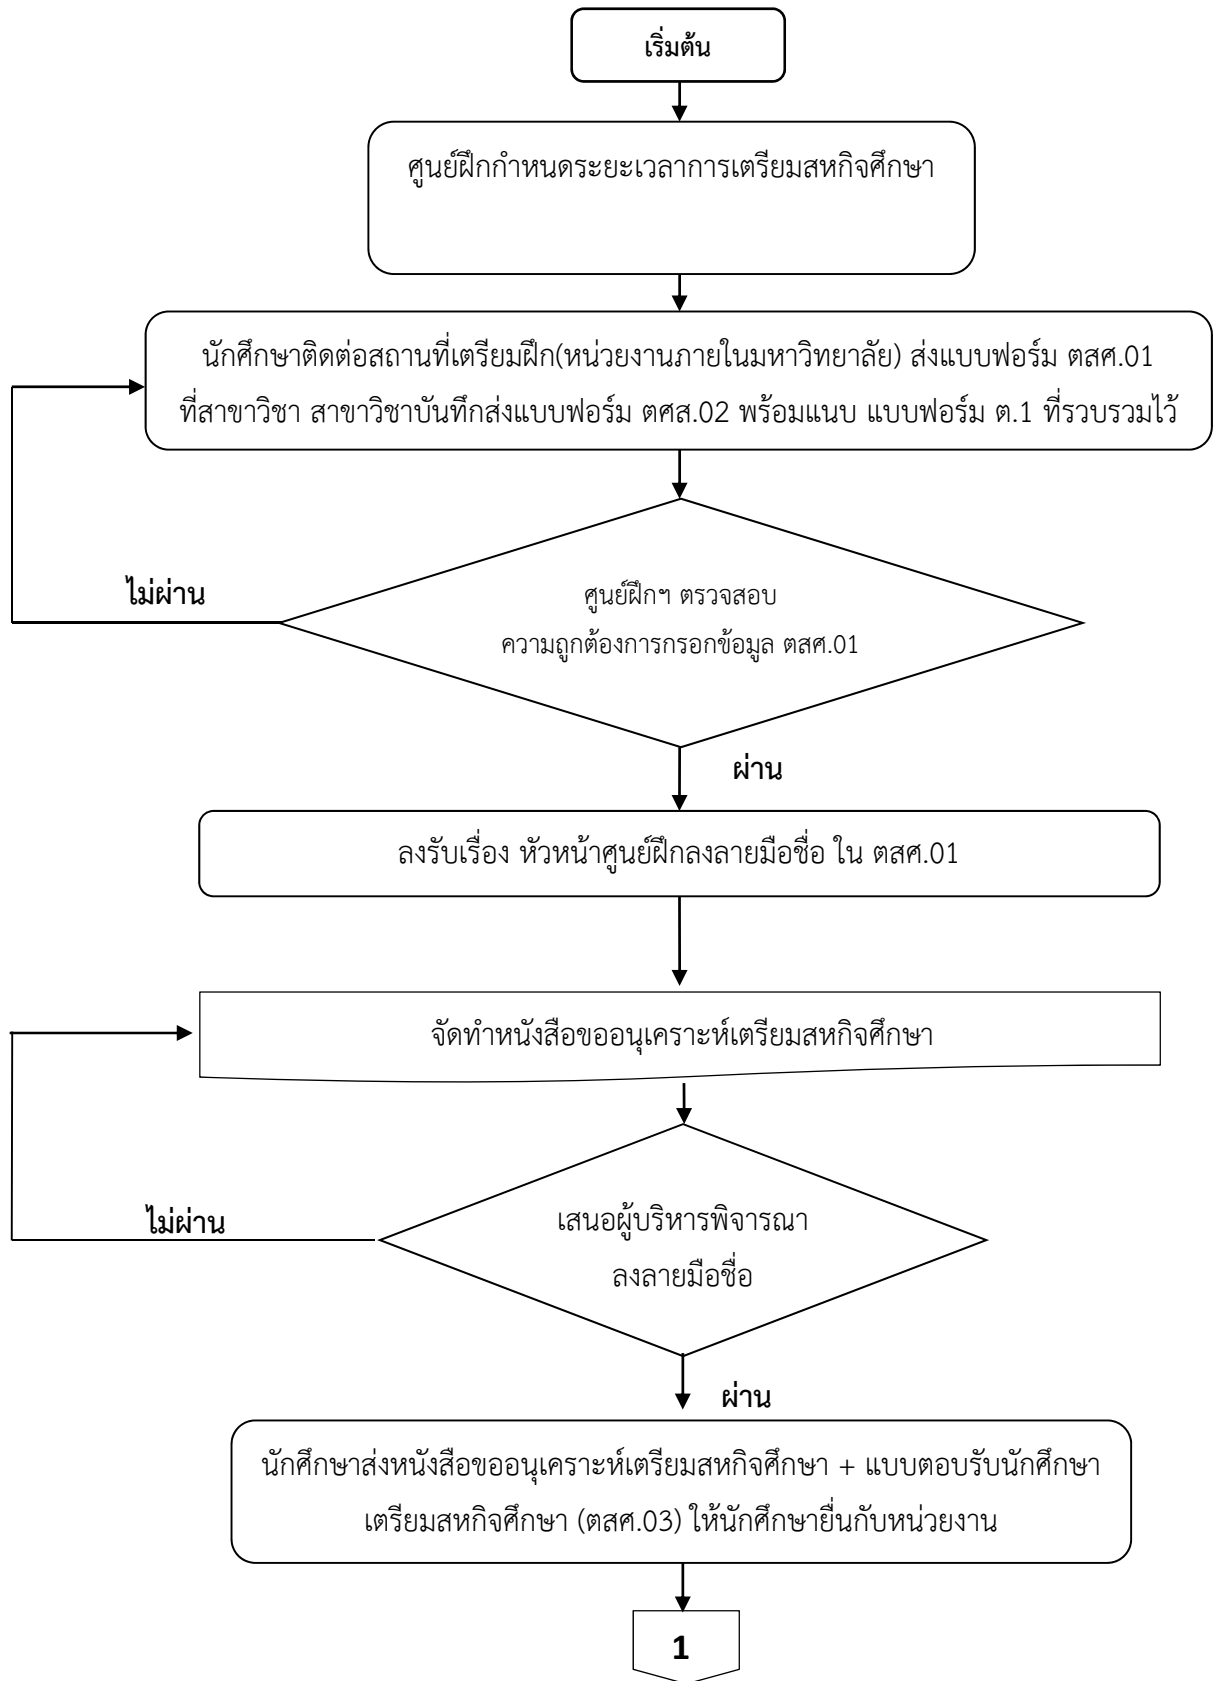 เริ่มต้น
ศูนย์ฝึกกำหนดระยะเวลาการเตรียมสหกิจศึกษา
นักศึกษาติดต่อสถานที่เตรียมฝึก(หน่วยงานภายในมหาวิทยาลัย) ส่งแบบฟอร์ม ตสศ.01
ที่สาขาวิชา สาขาวิชาบันทึกส่งแบบฟอร์ม ตศส.02 พร้อมแนบ แบบฟอร์ม ต.1 ที่รวบรวมไว้
ไม่ผ่าน
ศูนย์ฝึกฯ ตรวจสอบ
ความถูกต้องการกรอกข้อมูล ตสศ.01
ผ่าน
ลงรับเรื่อง หัวหน้าศูนย์ฝึกลงลายมือชื่อ ใน ตสศ.01
จัดทำหนังสือขออนุเคราะห์เตรียมสหกิจศึกษา
ไม่ผ่าน
เสนอผู้บริหารพิจารณา
ลงลายมือชื่อ
ผ่าน
นักศึกษาส่งหนังสือขออนุเคราะห์เตรียมสหกิจศึกษา + แบบตอบรับนักศึกษา
เตรียมสหกิจศึกษา (ตสศ.03) ให้นักศึกษายื่นกับหน่วยงาน
1